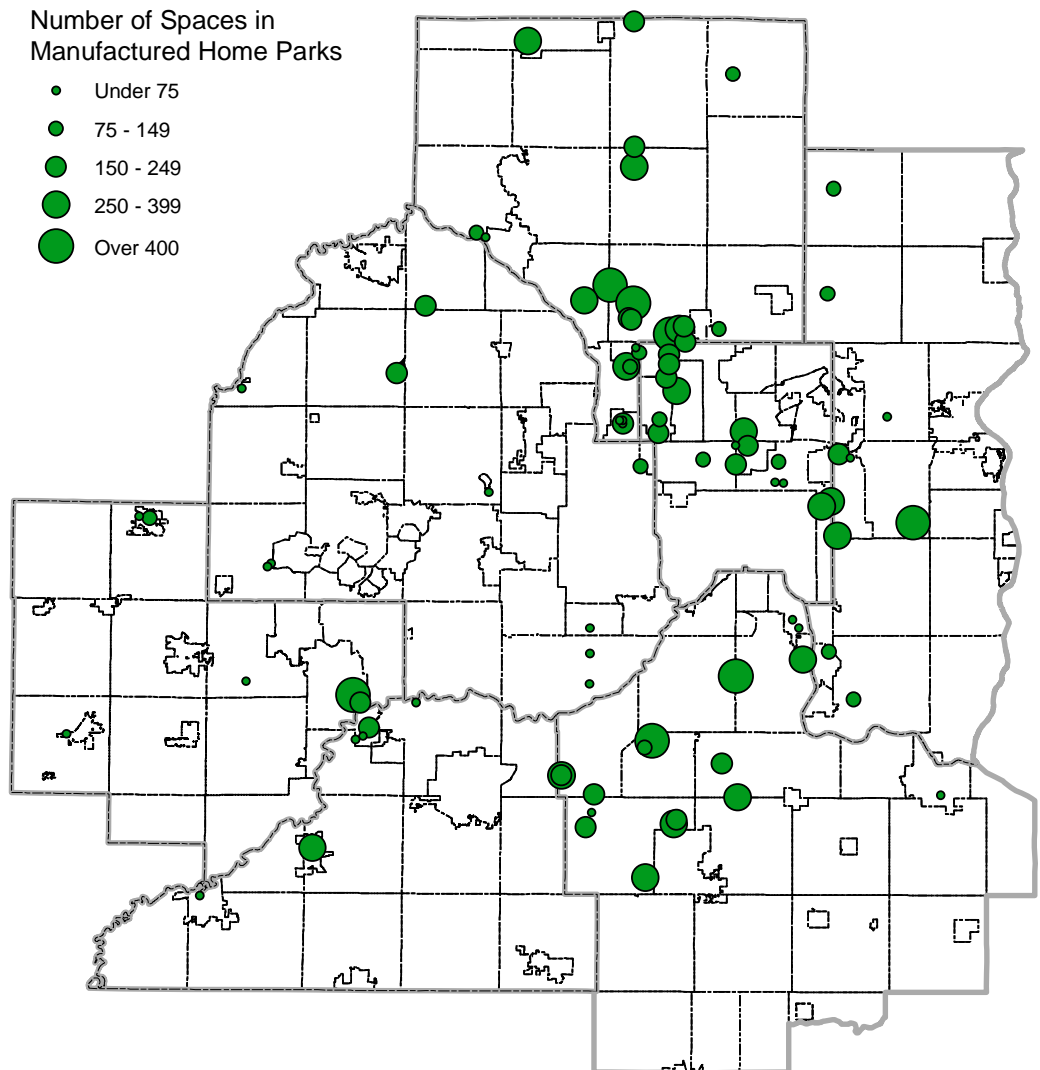 Number of Spaces in
Manufactured Home Parks
Under 75
75 - 149
150 - 249
250 - 399
Over 400